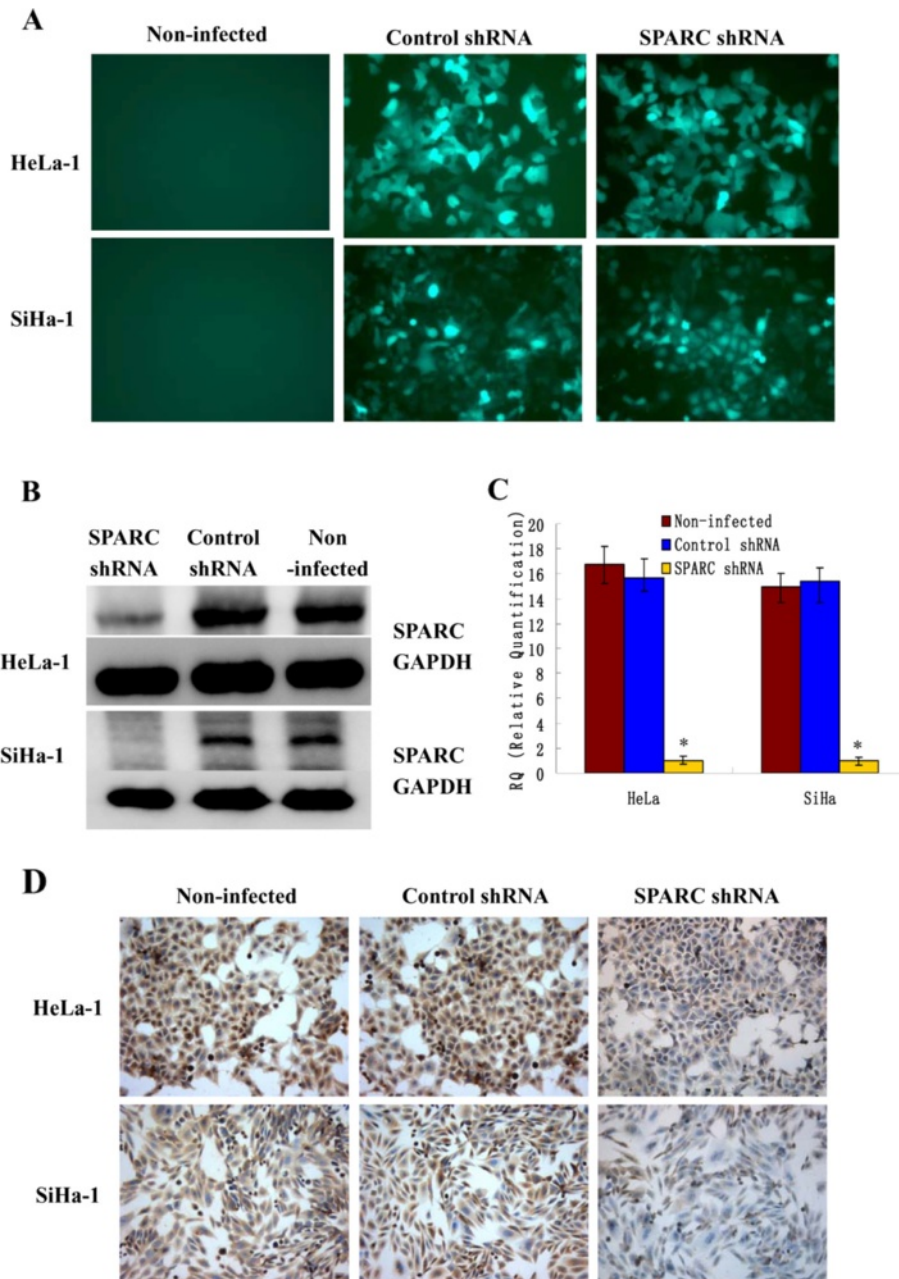 A
Non-infected
Control shRNA
SPARC shRNA
HeLa-1
SiHa-1
B
SPARC
shRNA
Control
shRNA
Non
-infected
HeLa-1
SPARC
GAPDH
SiHa-1
SPARC
GAPDH
C
RQ (Relative Quantification)
20
18
16
14
12
10
8
6
4
2
0
Non-infected
Control shRNA
SPARC shRNA
*
*
HeLa
SiHa
D
Non-infected
Control shRNA
SPARC shRNA
HeLa-1
SiHa-1